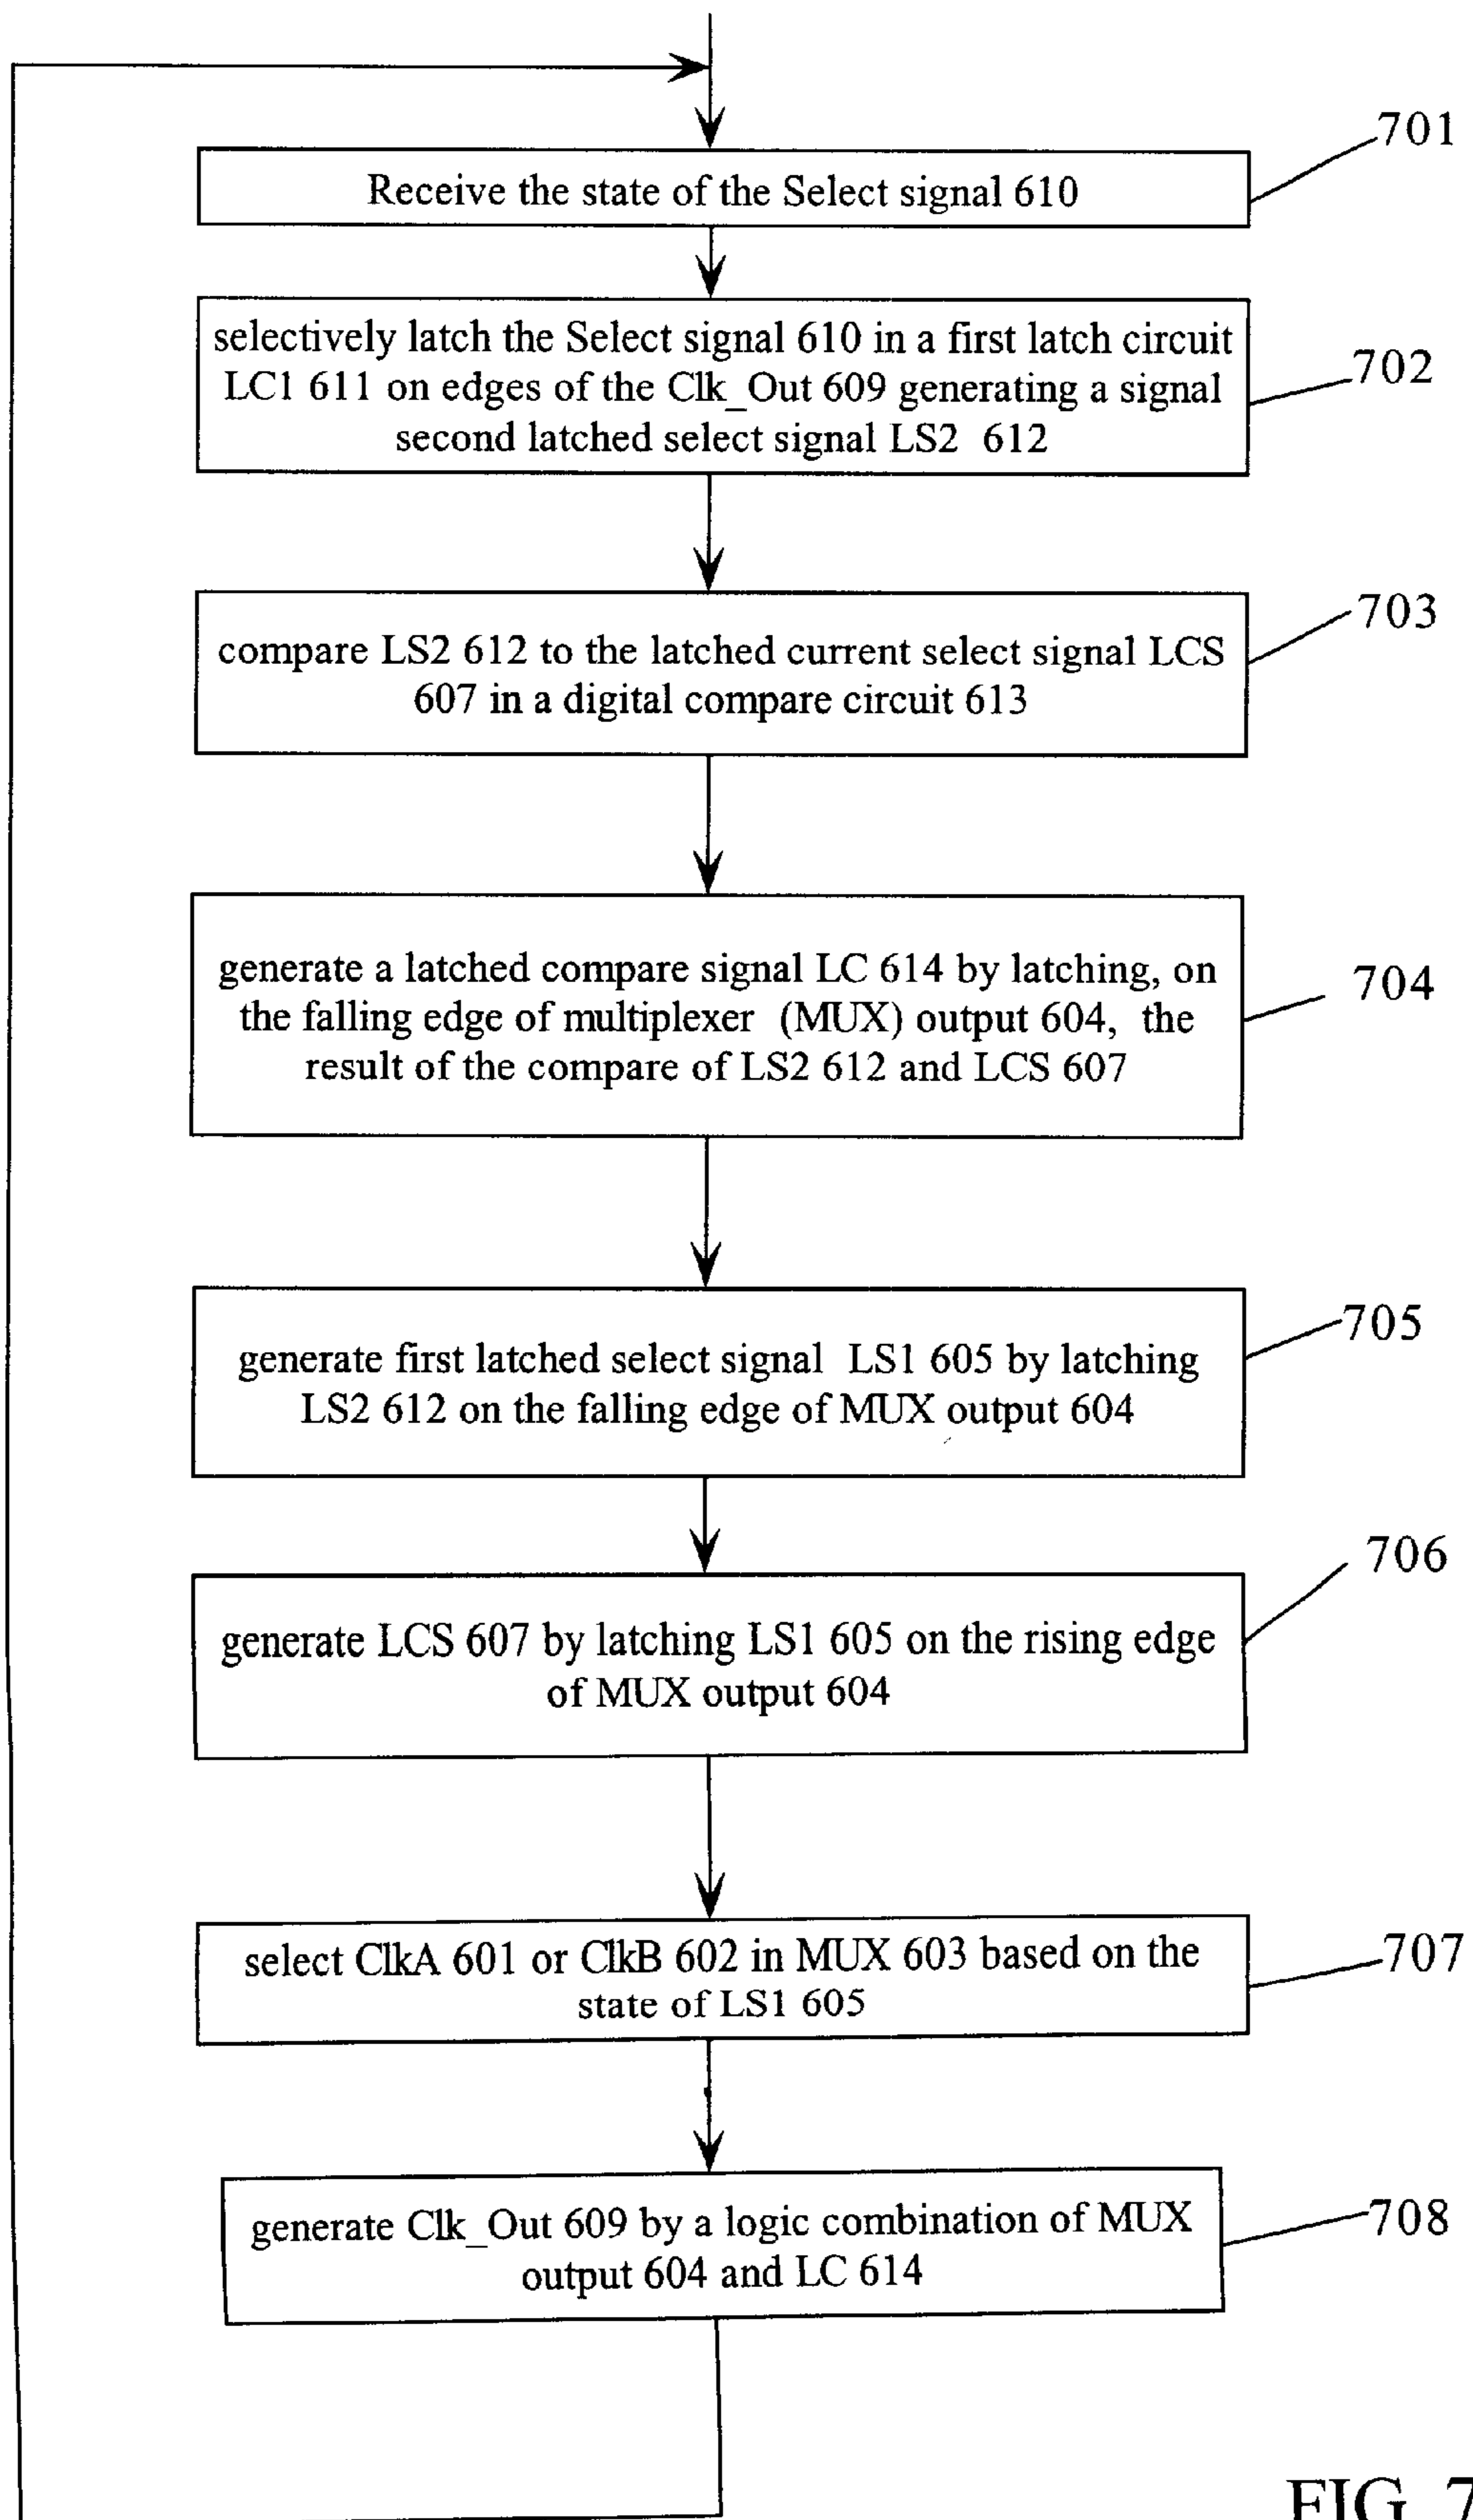 701
Receive the state of the Select signal 610
selectively latch the Select signal 610 in a first latch circuit
LC1 611 on edges of the Clk_Out 609 generating a signal
second latched select signal LS2 612
702
compare LS2 612 to the latched current select signal LCS
607 in a digital compare circuit 613
703
generate a latched compare signal LC 614 by latching, on
the falling edge of multiplexer (MUX) output 604, the
result of the compare of LS2 612 and LCS 607
704
generate first latched select signal LS1 605 by latching
LS2 612 on the falling edge of MUX output 604
705
generate LCS 607 by latching LS1 605 on the rising edge
of MUX output 604
706
select ClkA 601 or ClkB 602 in MUX 603 based on the
state of LS1 605
707
generate Clk_Out 609 by a logic combination of MUX
output 604 and LC 614
708
FIG. 7